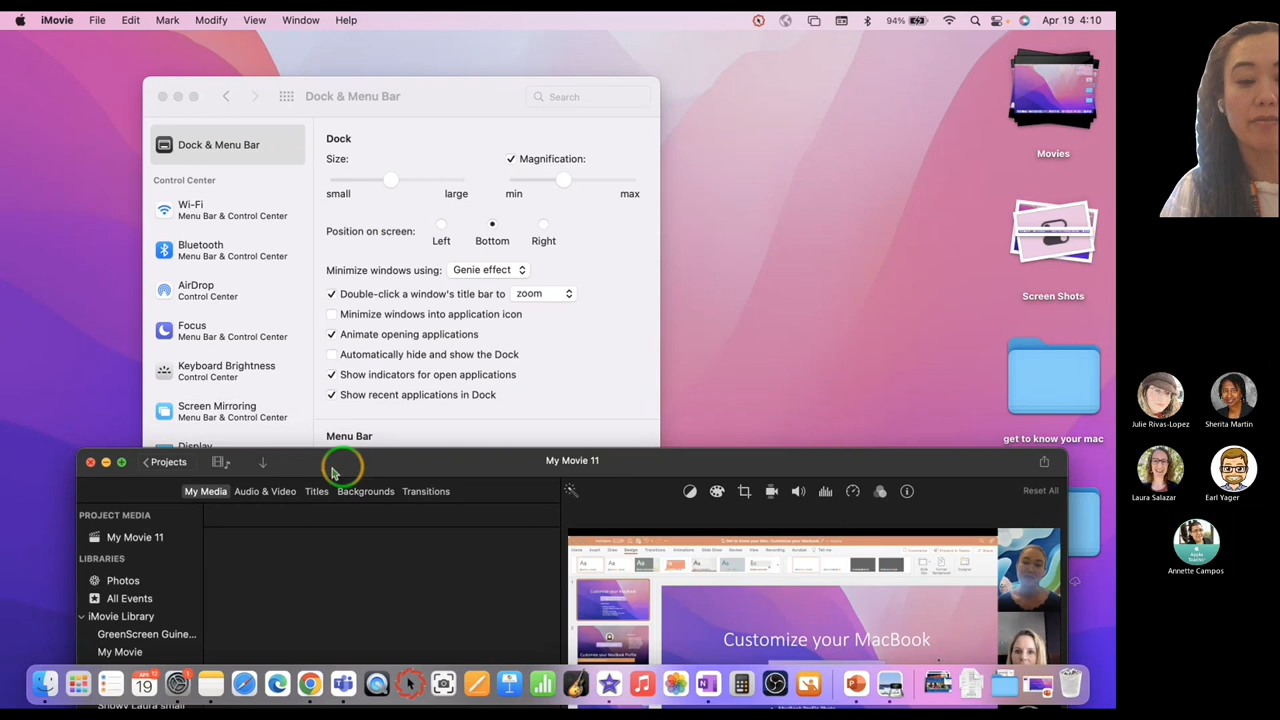 iMovie File Edit Mark Modify View Window Help
94% Apr 19 4:10
Dock & Menu Bar
Search
Dock & Menu Bar
Control Center
Wi-Fi
Menu Bar & Control Center
Bluetooth
Menu Bar & Control Center
AirDrop
Control Center
Focus
Menu Bar & Control Center
Keyboard Brightness
Control Center
Screen Mirroring
Menu Bar & Control Center
Display
Dock
Size:
Magnification:
small large min max
Position on screen:
Left Bottom Right
Minimize windows using: Genie effect
Double-click a window's title bar to zoom
Minimize windows into application icon
Animate opening applications
Automatically hide and show the Dock
Show indicators for open applications
Show recent applications in Dock
Menu Bar
Movies
Screen Shots
get to know your mac
Projects
My Movie 11
My Media Audio & Video Titles Backgrounds Transitions
Reset All
PROJECT MEDIA
My Movie 11
LIBRARIES
Photos
All Events
iMovie Library
GreenScreen Guine...
My Movie
Snowy Laura small
Customize your MacBook
APR
19
Julie Rivas-Lopez
Sherita Martin
Laura Salazar
Earl Yager
Annette Campos